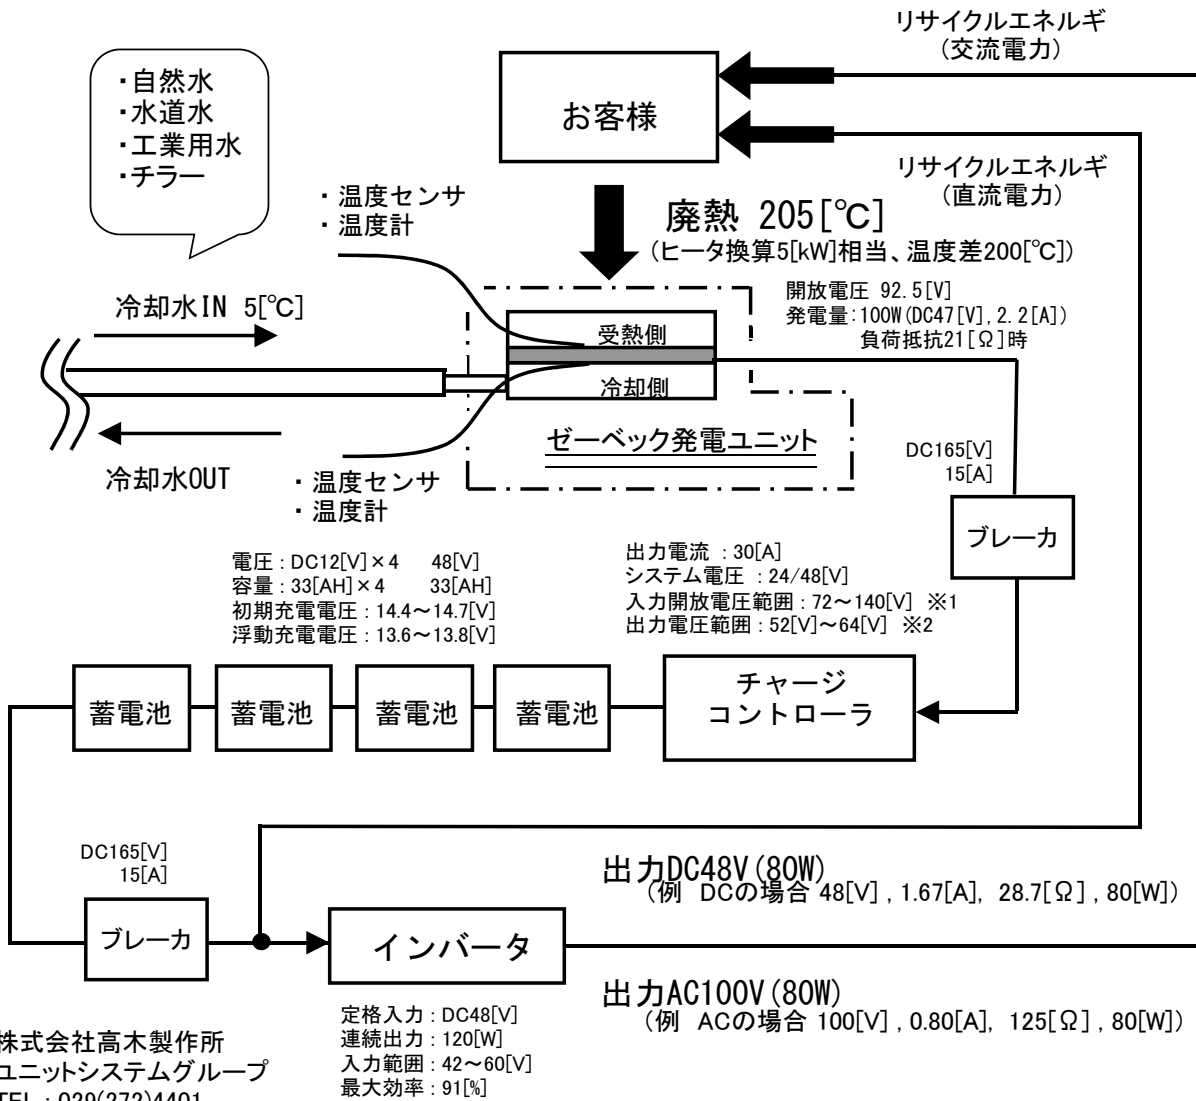 リサイクルエネルギ
(交流電力)
・自然水
・水道水
・工業用水
・チラー
お客様
リサイクルエネルギ
(直流電力)
・温度センサ
・温度計
廃熱 205[℃]
(ヒータ換算5[kW]相当、温度差200[℃])
冷却水IN 5[℃]
開放電圧 92.5[V]
発電量:100W(DC47[V],2.2[A])
負荷抵抗21[Ω]時
受熱側
冷却側
ゼーベック発電ユニット
冷却水OUT
・温度センサ
・温度計
DC165[V]
15[A]
ブレーカ
電圧:DC12[V]×4 48[V]
容量:33[AH]×4 33[AH]
初期充電電圧:14.4～14.7[V]
浮動充電電圧:13.6～13.8[V]
出力電流 :30[A]
システム電圧 :24/48[V]
入力開放電圧範囲:72～140[V] ※1
出力電圧範囲:52[V]～64[V] ※2
蓄電池
蓄電池
蓄電池
蓄電池
チャージ
コントローラ
DC165[V]
15[A]
ブレーカ
インバータ
出力DC48V(80W)
(例 DCの場合 48[V],1.67[A], 28.7[Ω],80[W])
出力AC100V(80W)
(例 ACの場合 100[V],0.80[A], 125[Ω],80[W])
定格入力:DC48[V]
連続出力:120[W]
入力範囲:42～60[V]
最大効率:91[%]
株式会社高木製作所
ユニットシステムグループ
TEL:029(273)4401